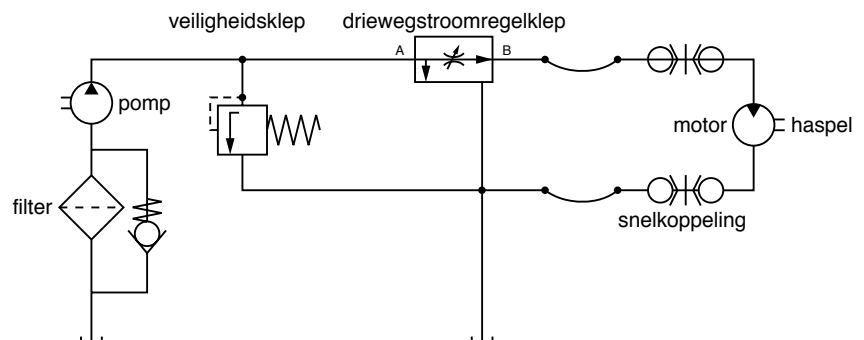 veiligheidsklep
driewegstroomregelklep
A
B
pomp
motor
haspel
filter
snelkoppeling